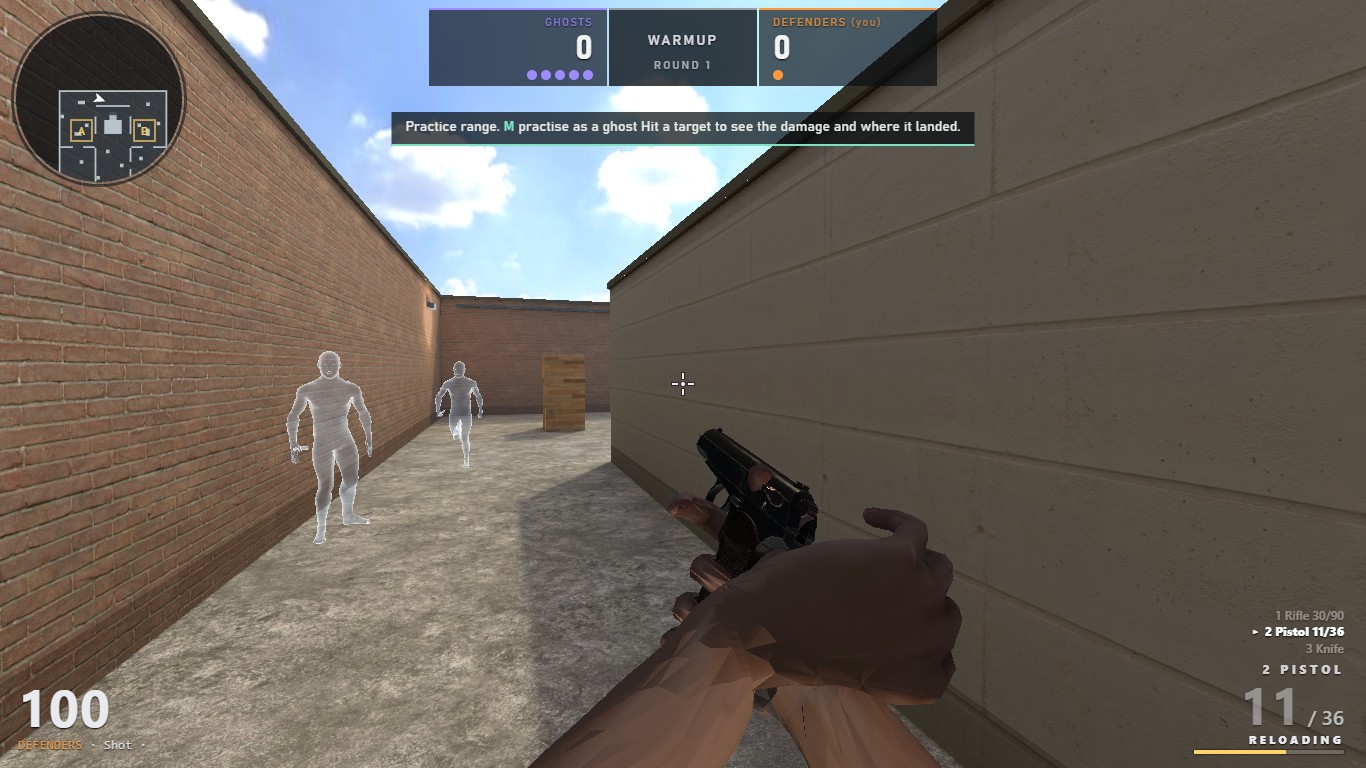 GHOSTS
0
WARMUP
ROUND 1
DEFENDERS (you)
0
A
B
Practice range. M practise as a ghost Hit a target to see the damage and where it landed.
1 Rifle 30/90
▸ 2 Pistol 11/36
3 Knife
2 PISTOL
11 / 36
RELOADING
100
DEFENDERS · Shot ·